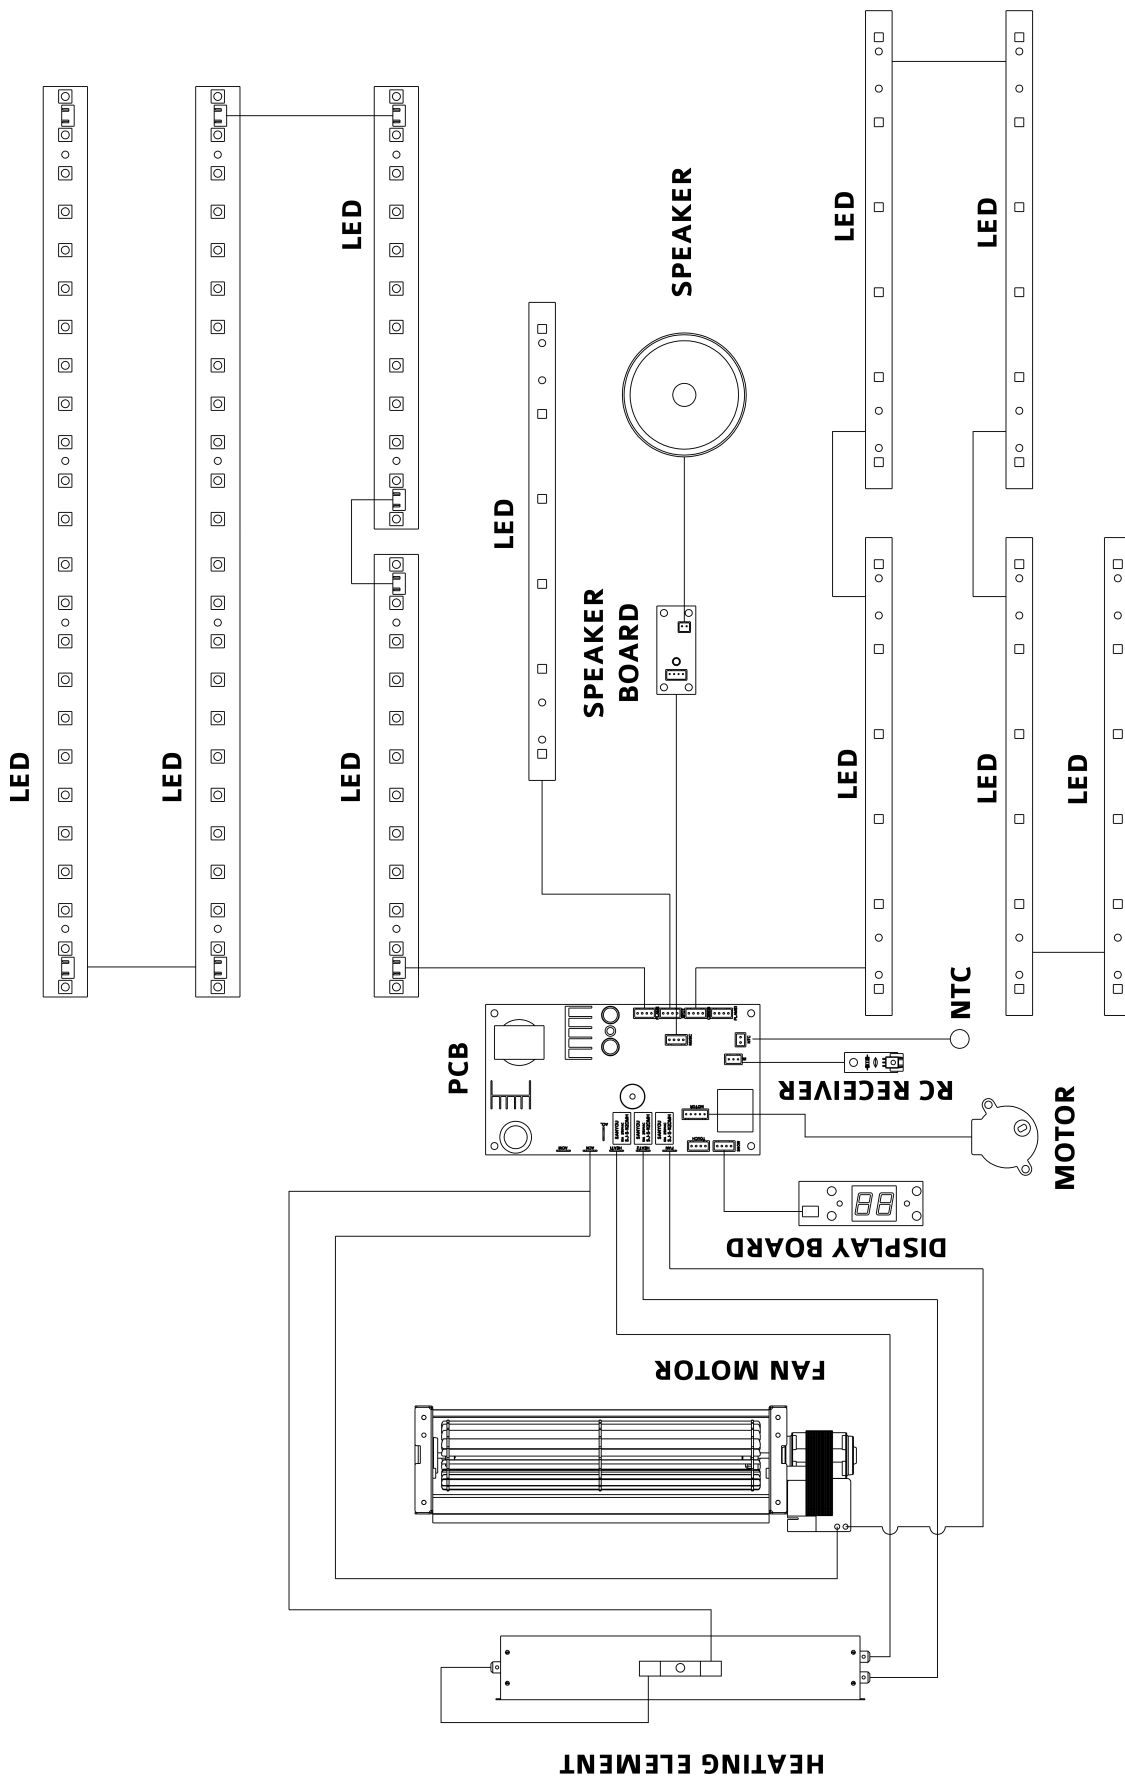 LED
LED
SPEAKER
LED
LED
LED
SPEAKER
BOARD
LED
LED
LED
LED
LED
LED
NTC
PCB
RC RECEIVER
MOTOR
DISPLAY BOARD
FAN MOTOR
HEATING ELEMENT